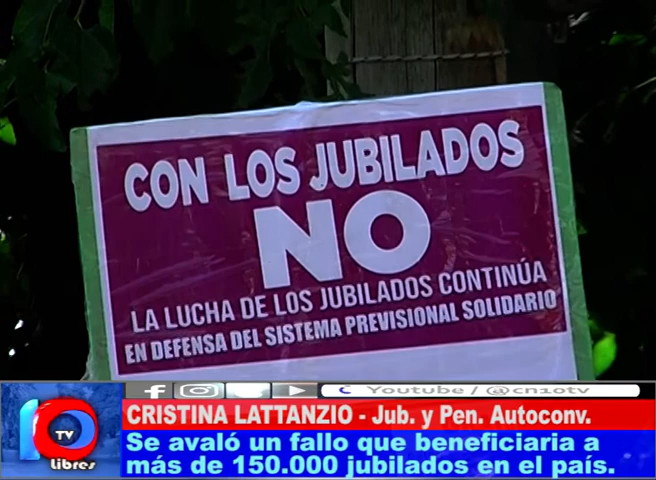 CON LOS JUBILADOS
NO
LA LUCHA DE LOS JUBILADOS CONTINÚA
EN DEFENSA DEL SISTEMA PREVISIONAL SOLIDARIO
Youtube / @cn10tv
CRISTINA LATTANZIO - Jub. y Pen. Autoconv.
Se avaló un fallo que beneficiaria a
más de 150.000 jubilados en el país.
10
TV
libres